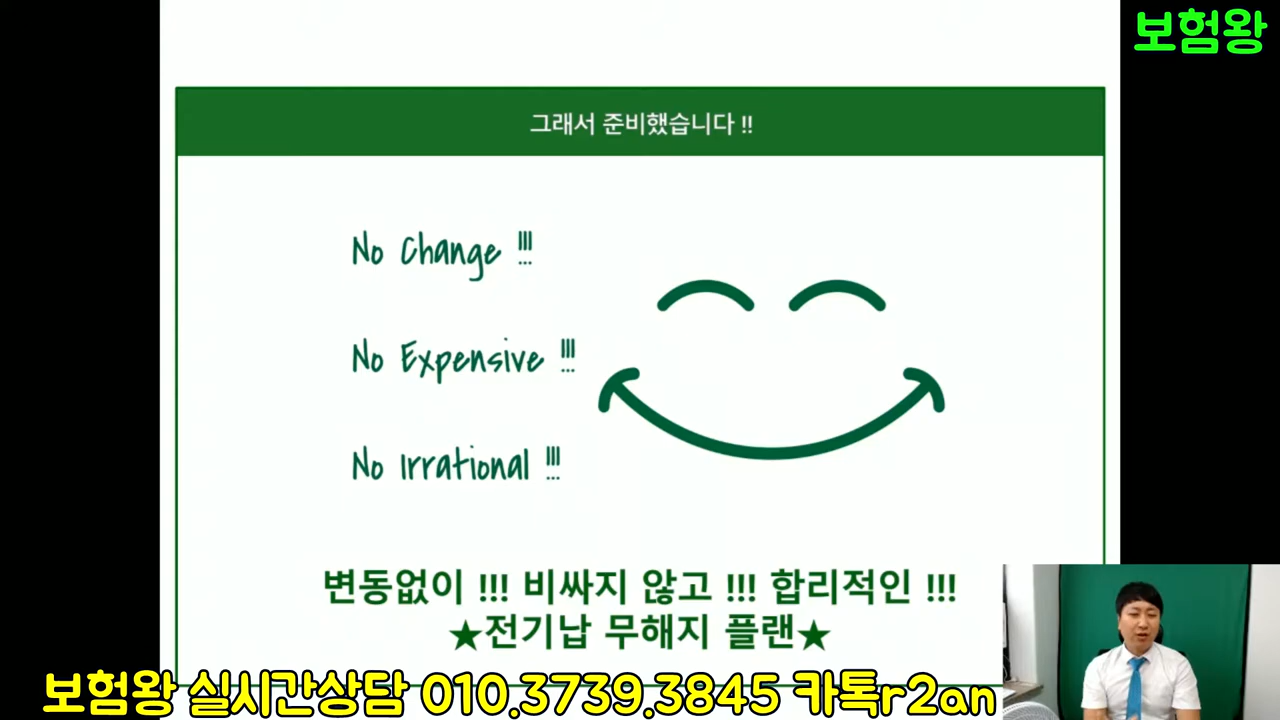 보험왕
그래서 준비했습니다 !!
No Change !!!
No Expensive !!!
No Irrational !!!
변동없이 !!! 비싸지 않고 !!! 합리적인 !!!
★전기납 무해지 플랜★
보험왕 실시간상담 010.3739.3845 카톡r2an